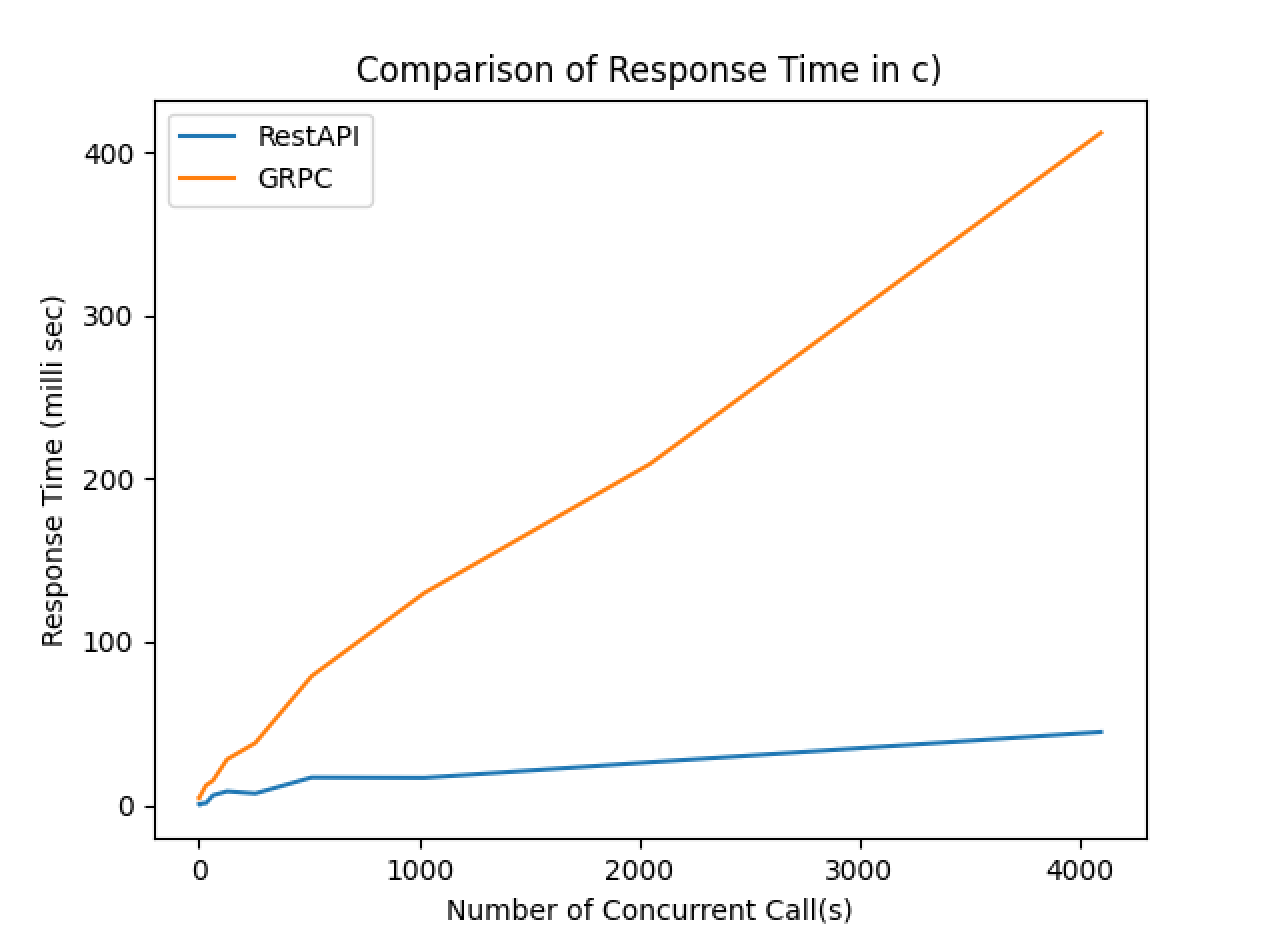 Comparison of Response Time in c)
RestAPI
GRPC
400
300
200
100
0
Response Time (milli sec)
0 1000 2000 3000 4000
Number of Concurrent Call(s)